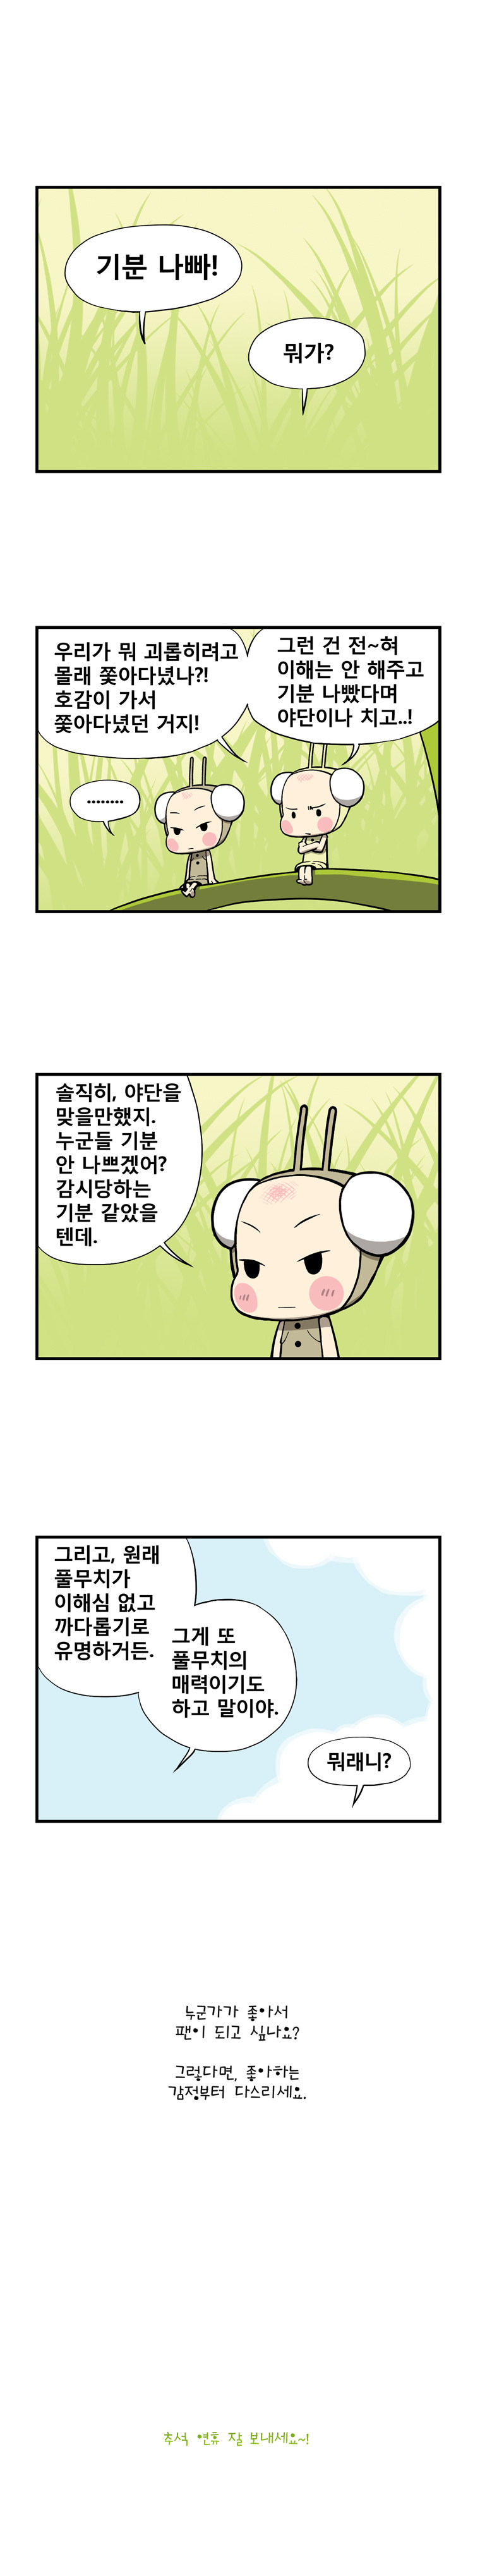 기분 나빠!
뭐가?
우리가 뭐 괴롭히려고
몰래 쫓아다녔나?!
호감이 가서
쫓아다녔던 거지!
그런 건 전~혀
이해는 안 해주고
기분 나빴다며
야단이나 치고..!
........
솔직히, 야단을
맞을만했지.
누군들 기분
안 나쁘겠어?
감시당하는
기분 같았을
텐데.
그리고, 원래
풀무치가
이해심 없고
까다롭기로
유명하거든.
그게 또
풀무치의
매력이기도
하고 말이야.
뭐래니?
누군가가 좋아서
팬이 되고 싶나요?
그렇다면, 좋아하는
감정부터 다스리세요.
추석 연휴 잘 보내세요~!